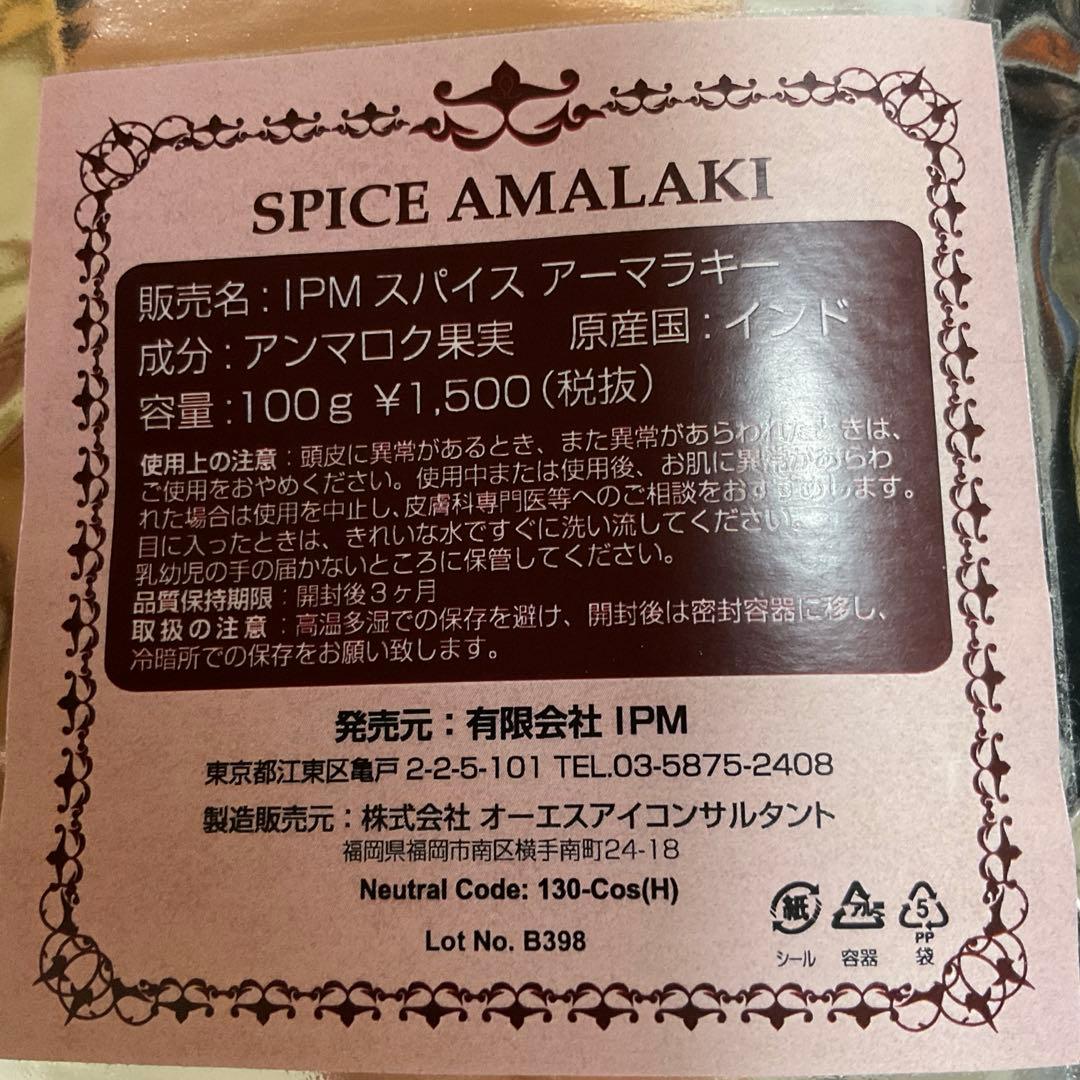 SPICE AMALAKI
販売名：IPM スパイス アーマラキー
成分：アンマロク果実　原産国：インド
容量：100g ¥1,500（税抜）
使用上の注意：頭皮に異常があるとき、また異常があらわれたときは、
ご使用をおやめください。使用中または使用後、お肌に異常があらわ
れた場合は使用を中止し、皮膚科専門医等へのご相談をおすすめします。
目に入ったときは、きれいな水ですぐに洗い流してください。
乳幼児の手の届かないところに保管してください。
品質保持期限：開封後3ヶ月
取扱の注意：高温多湿での保存を避け、開封後は密封容器に移し、
冷暗所での保存をお願い致します。
発売元：有限会社 IPM
東京都江東区亀戸 2-2-5-101 TEL.03-5875-2408
製造販売元：株式会社 オーエスアイコンサルタント
福岡県福岡市南区横手南町24-18
Neutral Code: 130-Cos(H)
Lot No. B398
紙 アルミ 5
PP
シール 容器 袋